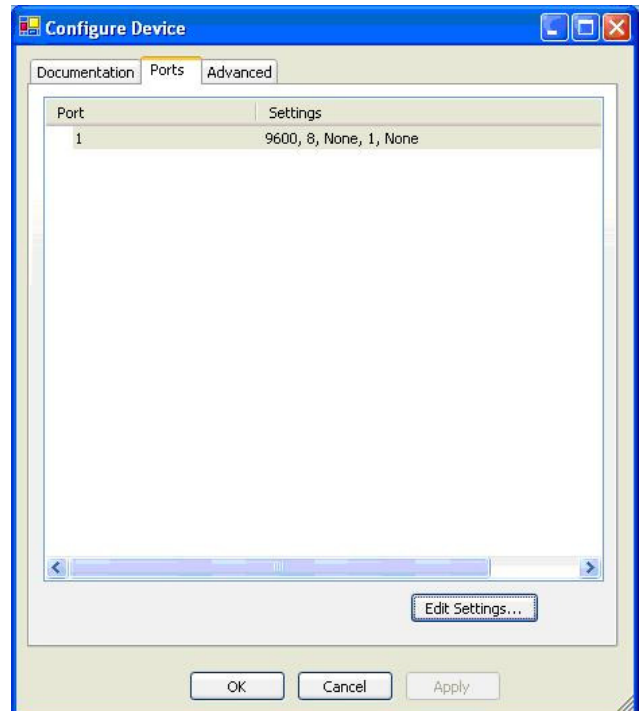 Configure Device
Documentation Ports Advanced
Port Settings
1 9600, 8, None, 1, None
Edit Settings...
OK Cancel Apply